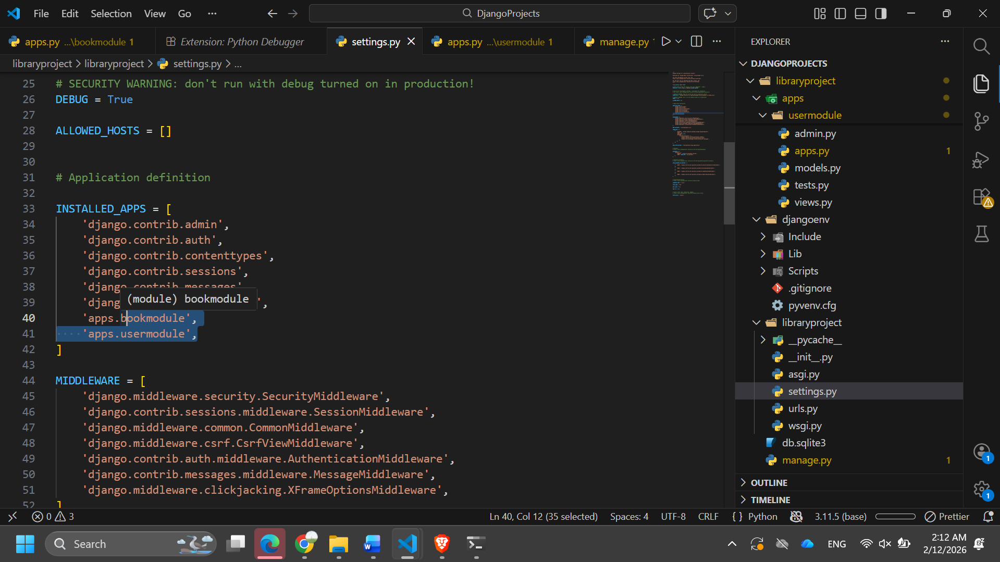 File Edit Selection View Go ···
DjangoProjects
apps.py ...\bookmodule 1
Extension: Python Debugger
settings.py
apps.py ...\usermodule 1
manage.py
libraryproject > libraryproject > settings.py > ...
25 # SECURITY WARNING: don't run with debug turned on in production!
26 DEBUG = True
27
28 ALLOWED_HOSTS = []
29
30
31 # Application definition
32
33 INSTALLED_APPS = [
34 'django.contrib.admin',
35 'django.contrib.auth',
36 'django.contrib.contenttypes',
37 'django.contrib.sessions',
38 'django.contrib.messages',
(module) bookmodule
39 'djang ',
40 'apps.bookmodule',
41 ····'apps.usermodule',
42 ]
43
44 MIDDLEWARE = [
45 'django.middleware.security.SecurityMiddleware',
46 'django.contrib.sessions.middleware.SessionMiddleware',
47 'django.middleware.common.CommonMiddleware',
48 'django.middleware.csrf.CsrfViewMiddleware',
49 'django.contrib.auth.middleware.AuthenticationMiddleware',
50 'django.contrib.messages.middleware.MessageMiddleware',
51 'django.middleware.clickjacking.XFrameOptionsMiddleware',
52 ]
EXPLORER
DJANGOPROJECTS
libraryproject
apps
usermodule
admin.py
apps.py 1
models.py
tests.py
views.py
djangoenv
Include
Lib
Scripts
.gitignore
pyvenv.cfg
libraryproject
__pycache__
__init__.py
asgi.py
settings.py
urls.py
wsgi.py
db.sqlite3
manage.py 1
OUTLINE
TIMELINE
1
1
0 3 Ln 40, Col 12 (35 selected) Spaces: 4 UTF-8 CRLF { } Python 3.11.5 (base) Prettier
Search
ENG
2:12 AM
2/12/2026